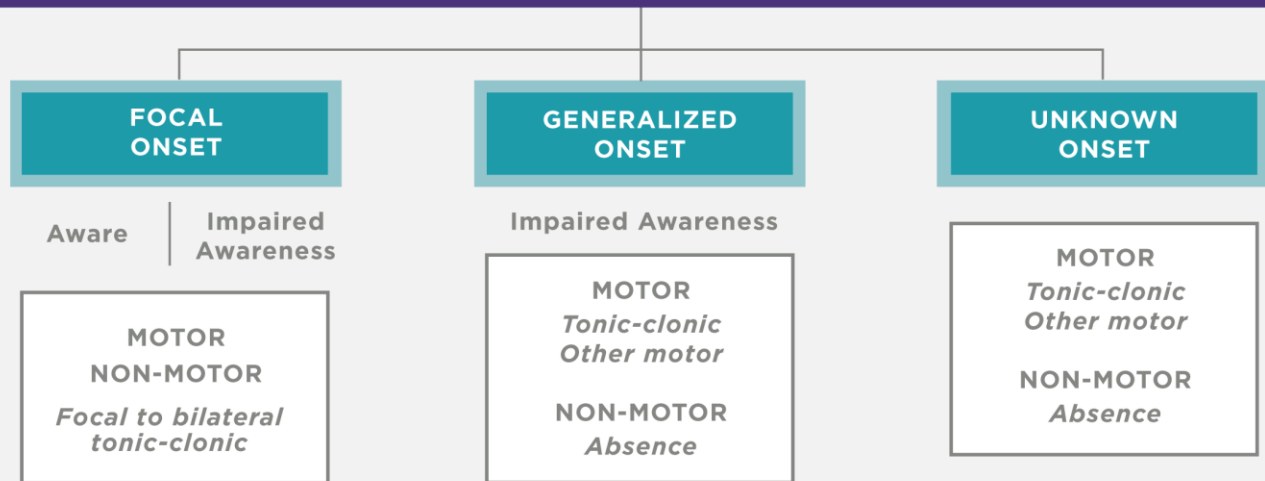 FOCAL
ONSET
Aware
Impaired
Awareness
MOTOR
NON-MOTOR
Focal to bilateral
tonic-clonic
GENERALIZED
ONSET
Impaired Awareness
MOTOR
Tonic-clonic
Other motor
NON-MOTOR
Absence
UNKNOWN
ONSET
MOTOR
Tonic-clonic
Other motor
NON-MOTOR
Absence